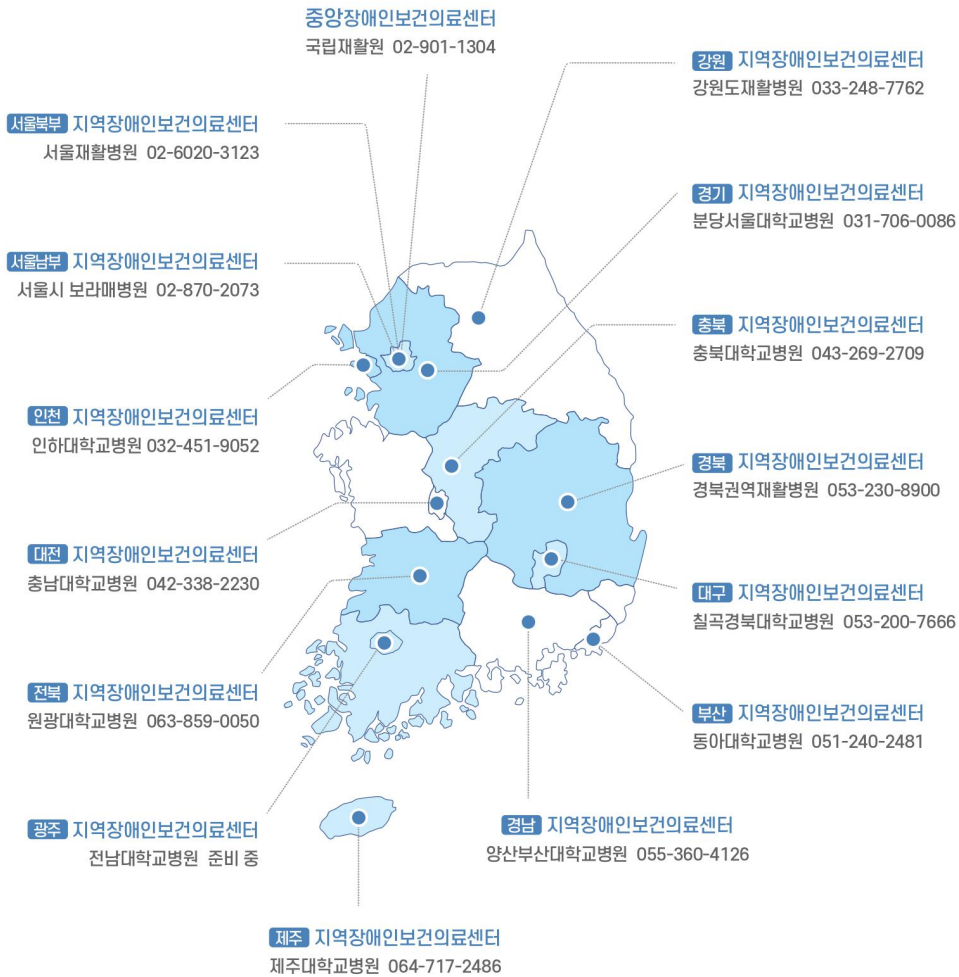 중앙장애인보건의료센터
국립재활원 02-901-1304
강원 지역장애인보건의료센터
강원도재활병원 033-248-7762
서울북부 지역장애인보건의료센터
서울재활병원 02-6020-3123
경기 지역장애인보건의료센터
분당서울대학교병원 031-706-0086
서울남부 지역장애인보건의료센터
서울시 보라매병원 02-870-2073
충북 지역장애인보건의료센터
충북대학교병원 043-269-2709
인천 지역장애인보건의료센터
인하대학교병원 032-451-9052
경북 지역장애인보건의료센터
경북권역재활병원 053-230-8900
대전 지역장애인보건의료센터
충남대학교병원 042-338-2230
대구 지역장애인보건의료센터
칠곡경북대학교병원 053-200-7666
전북 지역장애인보건의료센터
원광대학교병원 063-859-0050
부산 지역장애인보건의료센터
동아대학교병원 051-240-2481
광주 지역장애인보건의료센터
전남대학교병원 준비 중
경남 지역장애인보건의료센터
양산부산대학교병원 055-360-4126
제주 지역장애인보건의료센터
제주대학교병원 064-717-2486